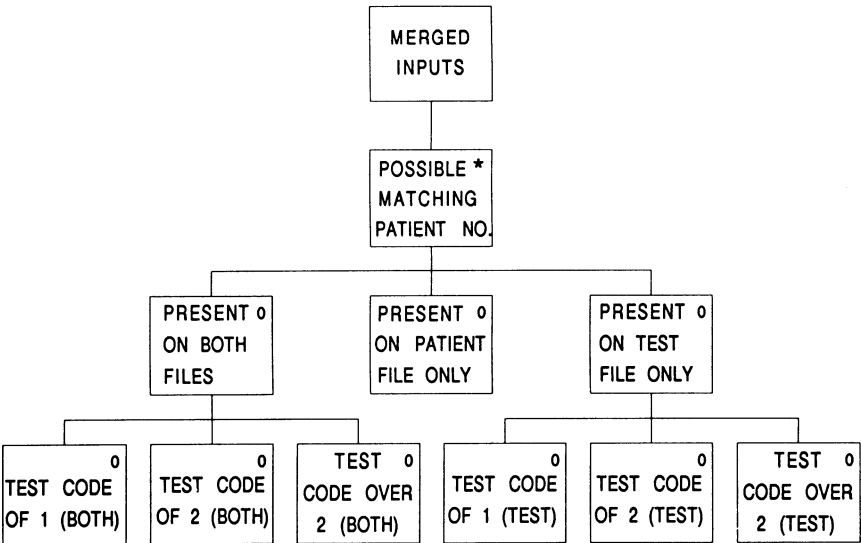 MERGED
INPUTS
POSSIBLE *
MATCHING
PATIENT NO.
PRESENT o
ON BOTH
FILES
PRESENT o
ON PATIENT
FILE ONLY
PRESENT o
ON TEST
FILE ONLY
o
TEST CODE
OF 1 (BOTH)
o
TEST CODE
OF 2 (BOTH)
TEST o
CODE OVER
2 (BOTH)
o
TEST CODE
OF 1 (TEST)
o
TEST CODE
OF 2 (TEST)
TEST o
CODE OVER
2 (TEST)